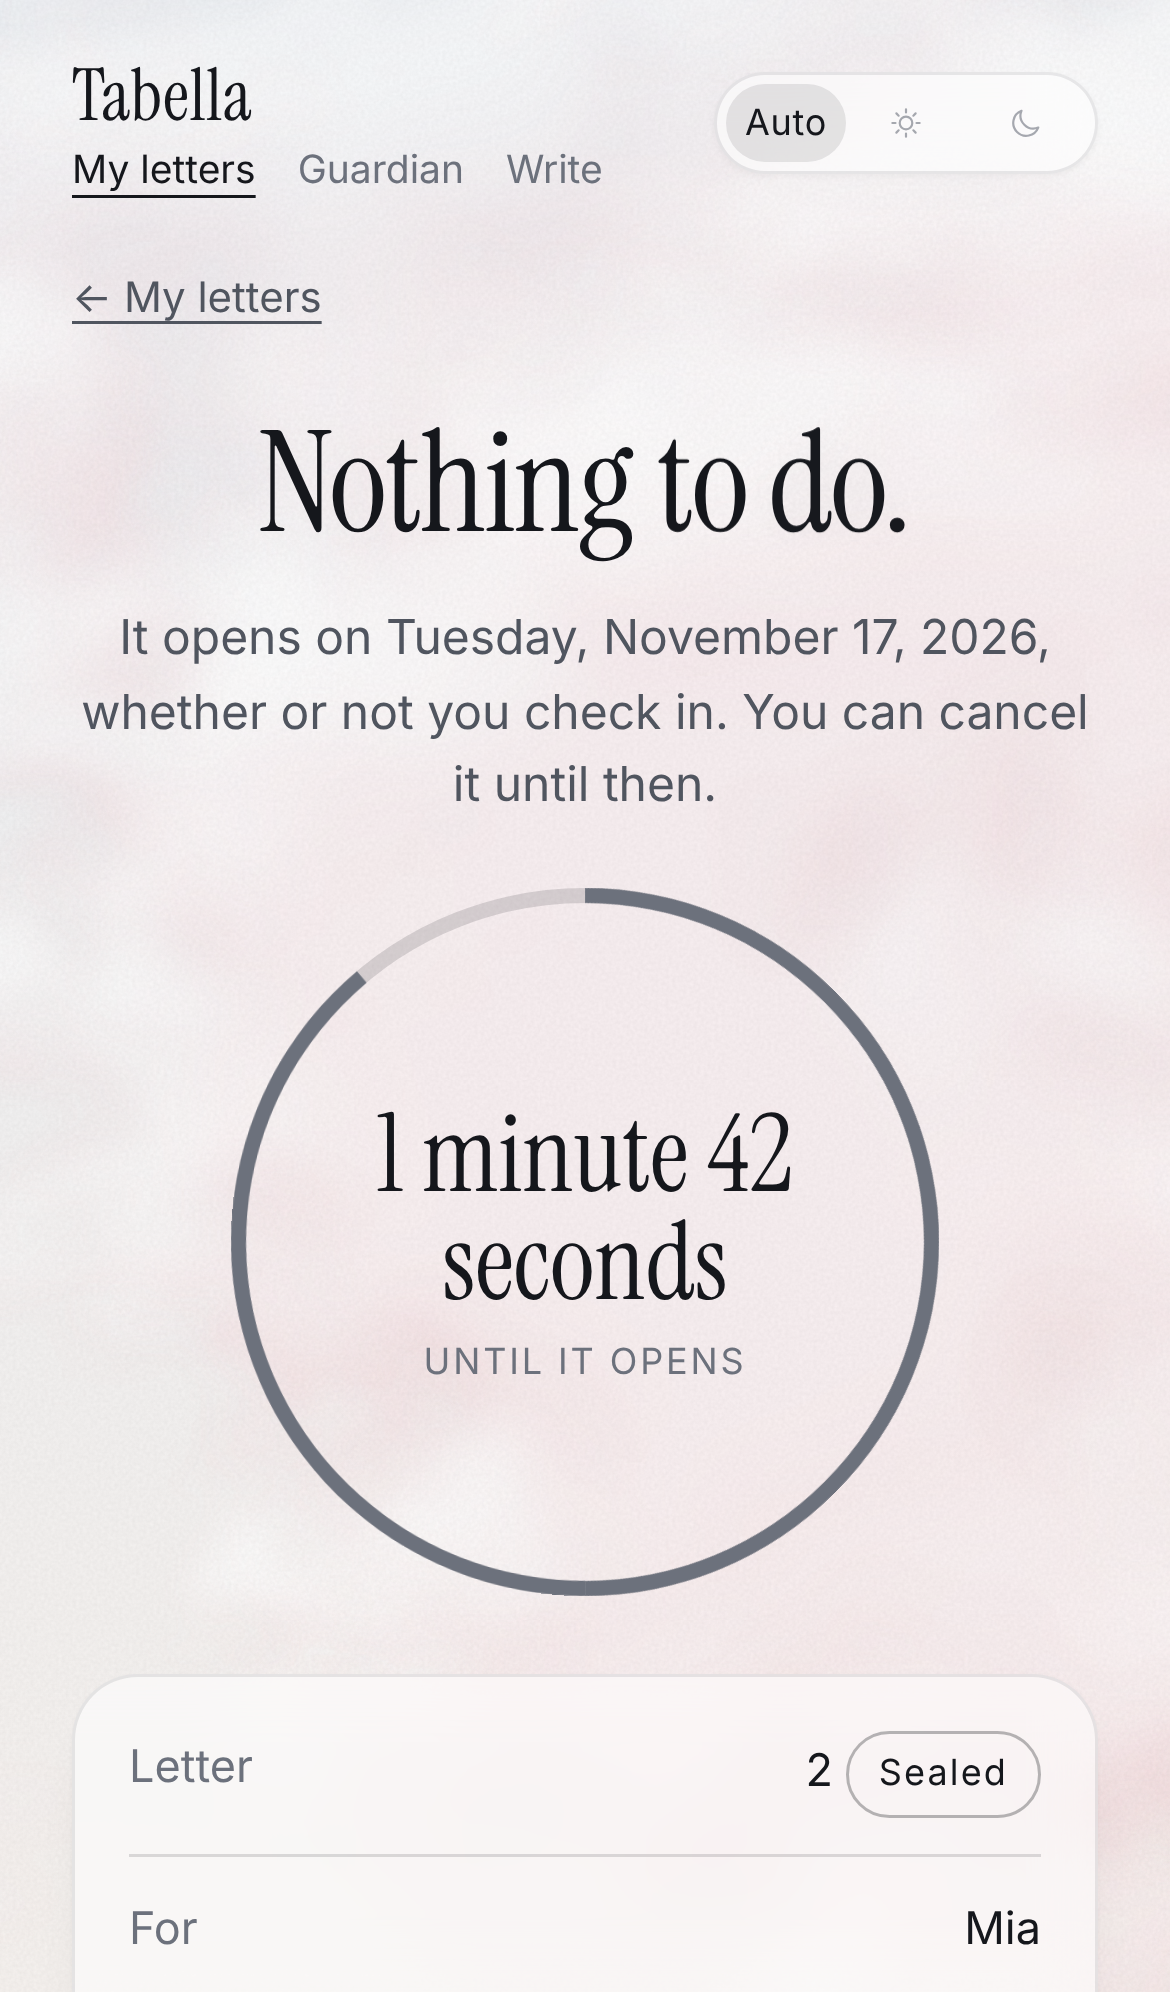 Tabella
Auto
My letters Guardian Write
← My letters
Nothing to do.
It opens on Tuesday, November 17, 2026,
whether or not you check in. You can cancel
it until then.
1 minute 42
seconds
UNTIL IT OPENS
Letter 2 Sealed
For Mia